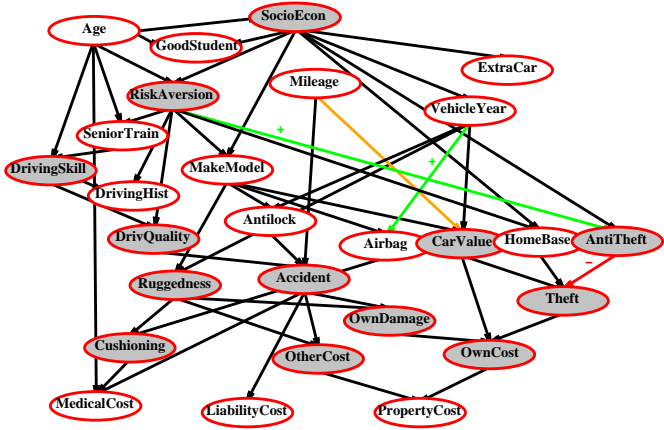 SocioEcon
Age
GoodStudent
ExtraCar
Mileage
RiskAversion
VehicleYear
+
SeniorTrain
+
DrivingSkill
MakeModel
DrivingHist
Antilock
DrivQuality
Airbag
CarValue
HomeBase
AntiTheft
−
Ruggedness
Accident
Theft
OwnDamage
Cushioning
OtherCost
OwnCost
MedicalCost
LiabilityCost
PropertyCost